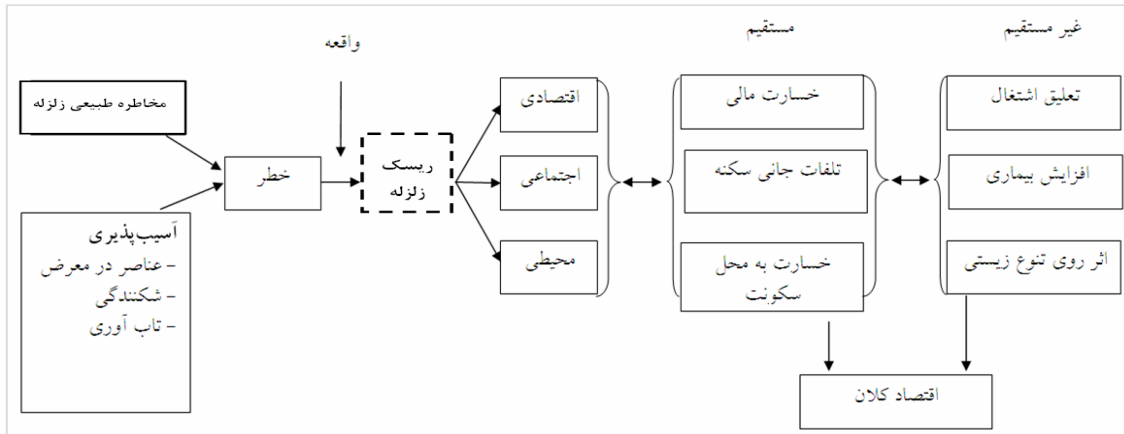 غیر مستقیم
مستقیم
واقعه
مخاطره طبیعی زلزله
خطر
آسیب‌پذیری
- عناصر در معرض
- شکنندگی
- تاب آوری
ریسک
زلزله
اقتصادی
اجتماعی
محیطی
خسارت مالی
تلفات جانی سکنه
خسارت به محل
سکونت
تعلیق اشتغال
افزایش بیماری
اثر روی تنوع زیستی
اقتصاد کلان